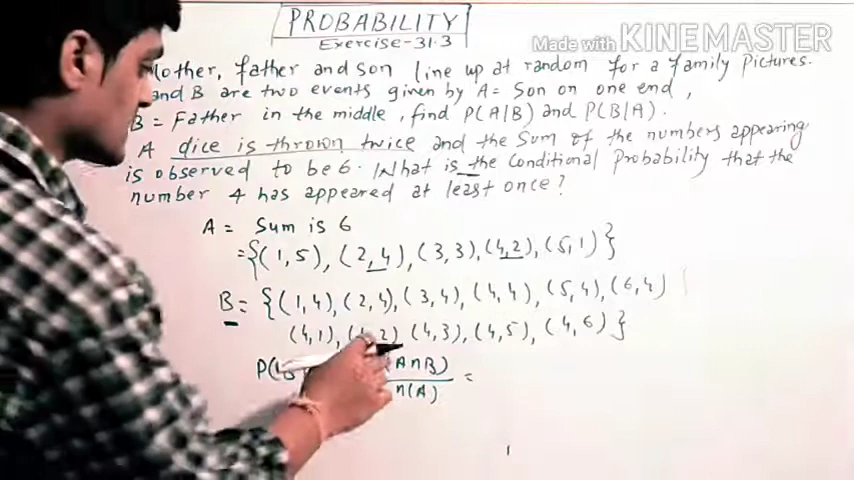 PROBABILITY
Exercise-31.3
Made with KINEMASTER
Mother, father and son line up at random for a family Pictures.
and B are two events given by A = Son on one end,
B = Father in the middle, find P(A|B) and P(B|A).
A dice is thrown twice and the Sum of the numbers appearing
is observed to be 6. What is the Conditional Probability that the
number 4 has appeared at least once?
A = Sum is 6
= {(1,5), (2,4), (3,3), (4,2), (5,1)}
B = {(1,4), (2,4), (3,4), (4,4), (5,4), (6,4)
(4,1), (4,2) (4,3), (4,5), (4,6)}
P( (A∩B)
n(A) =